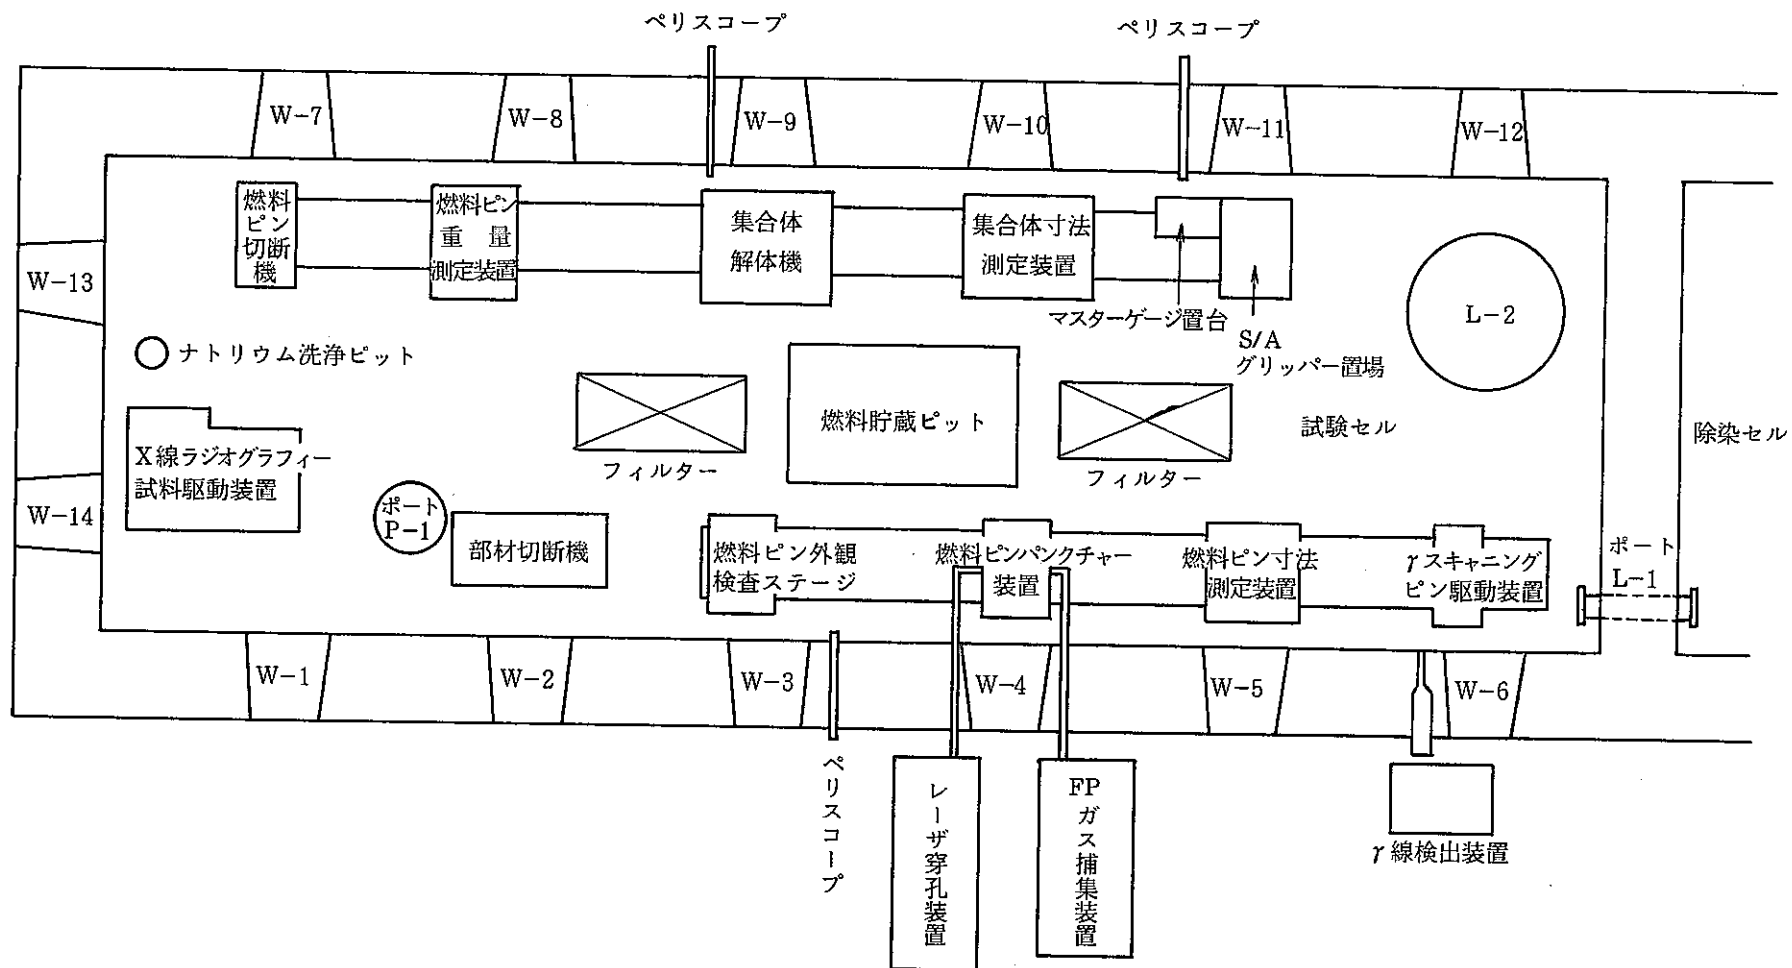 ペリスコープ
ペリスコープ
W-7
W-8
W-9
W-10
W-11
W-12
燃料
ピン
切断
機
燃料ピン
重量
測定装置
集合体
解体機
集合体寸法
測定装置
マスターゲージ置台
S/A
グリッパー置場
L-2
W-13
ナトリウム洗浄ピット
フィルター
燃料貯蔵ピット
フィルター
試験セル
除染セル
X線ラジオグラフィー
試料駆動装置
W-14
ポート
P-1
部材切断機
燃料ピン外観
検査ステージ
燃料ピンパンクチャー
装置
燃料ピン寸法
測定装置
γスキャニング
ピン駆動装置
ポート
L-1
W-1
W-2
W-3
W-4
W-5
W-6
ペリスコープ
レーザ穿孔装置
FPガス捕集装置
γ線検出装置